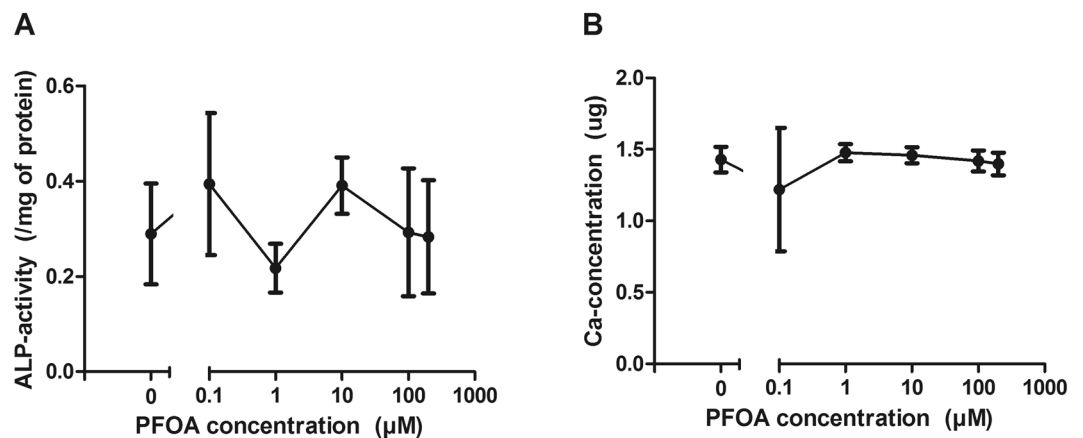 A
ALP-activity (/mg of protein)
0.6
0.4
0.2
0.0
0 0.1 1 10 100 1000
PFOA concentration (µM)
B
Ca-concentration (ug)
2.0
1.5
1.0
0.5
0.0
0 0.1 1 10 100 1000
PFOA concentration (µM)